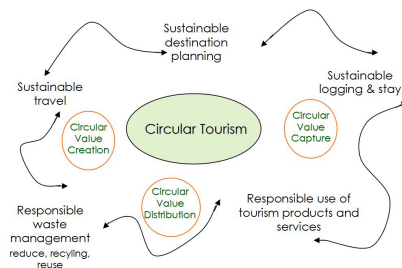 Sustainable
destination
planning
Sustainable
travel
Sustainable
logging & stay
Circular
Value
Creation
Circular Tourism
Circular
Value
Capture
Circular
Value
Distribution
Responsible
waste
management
reduce, recyling,
reuse
Responsible use of
tourism products and
services